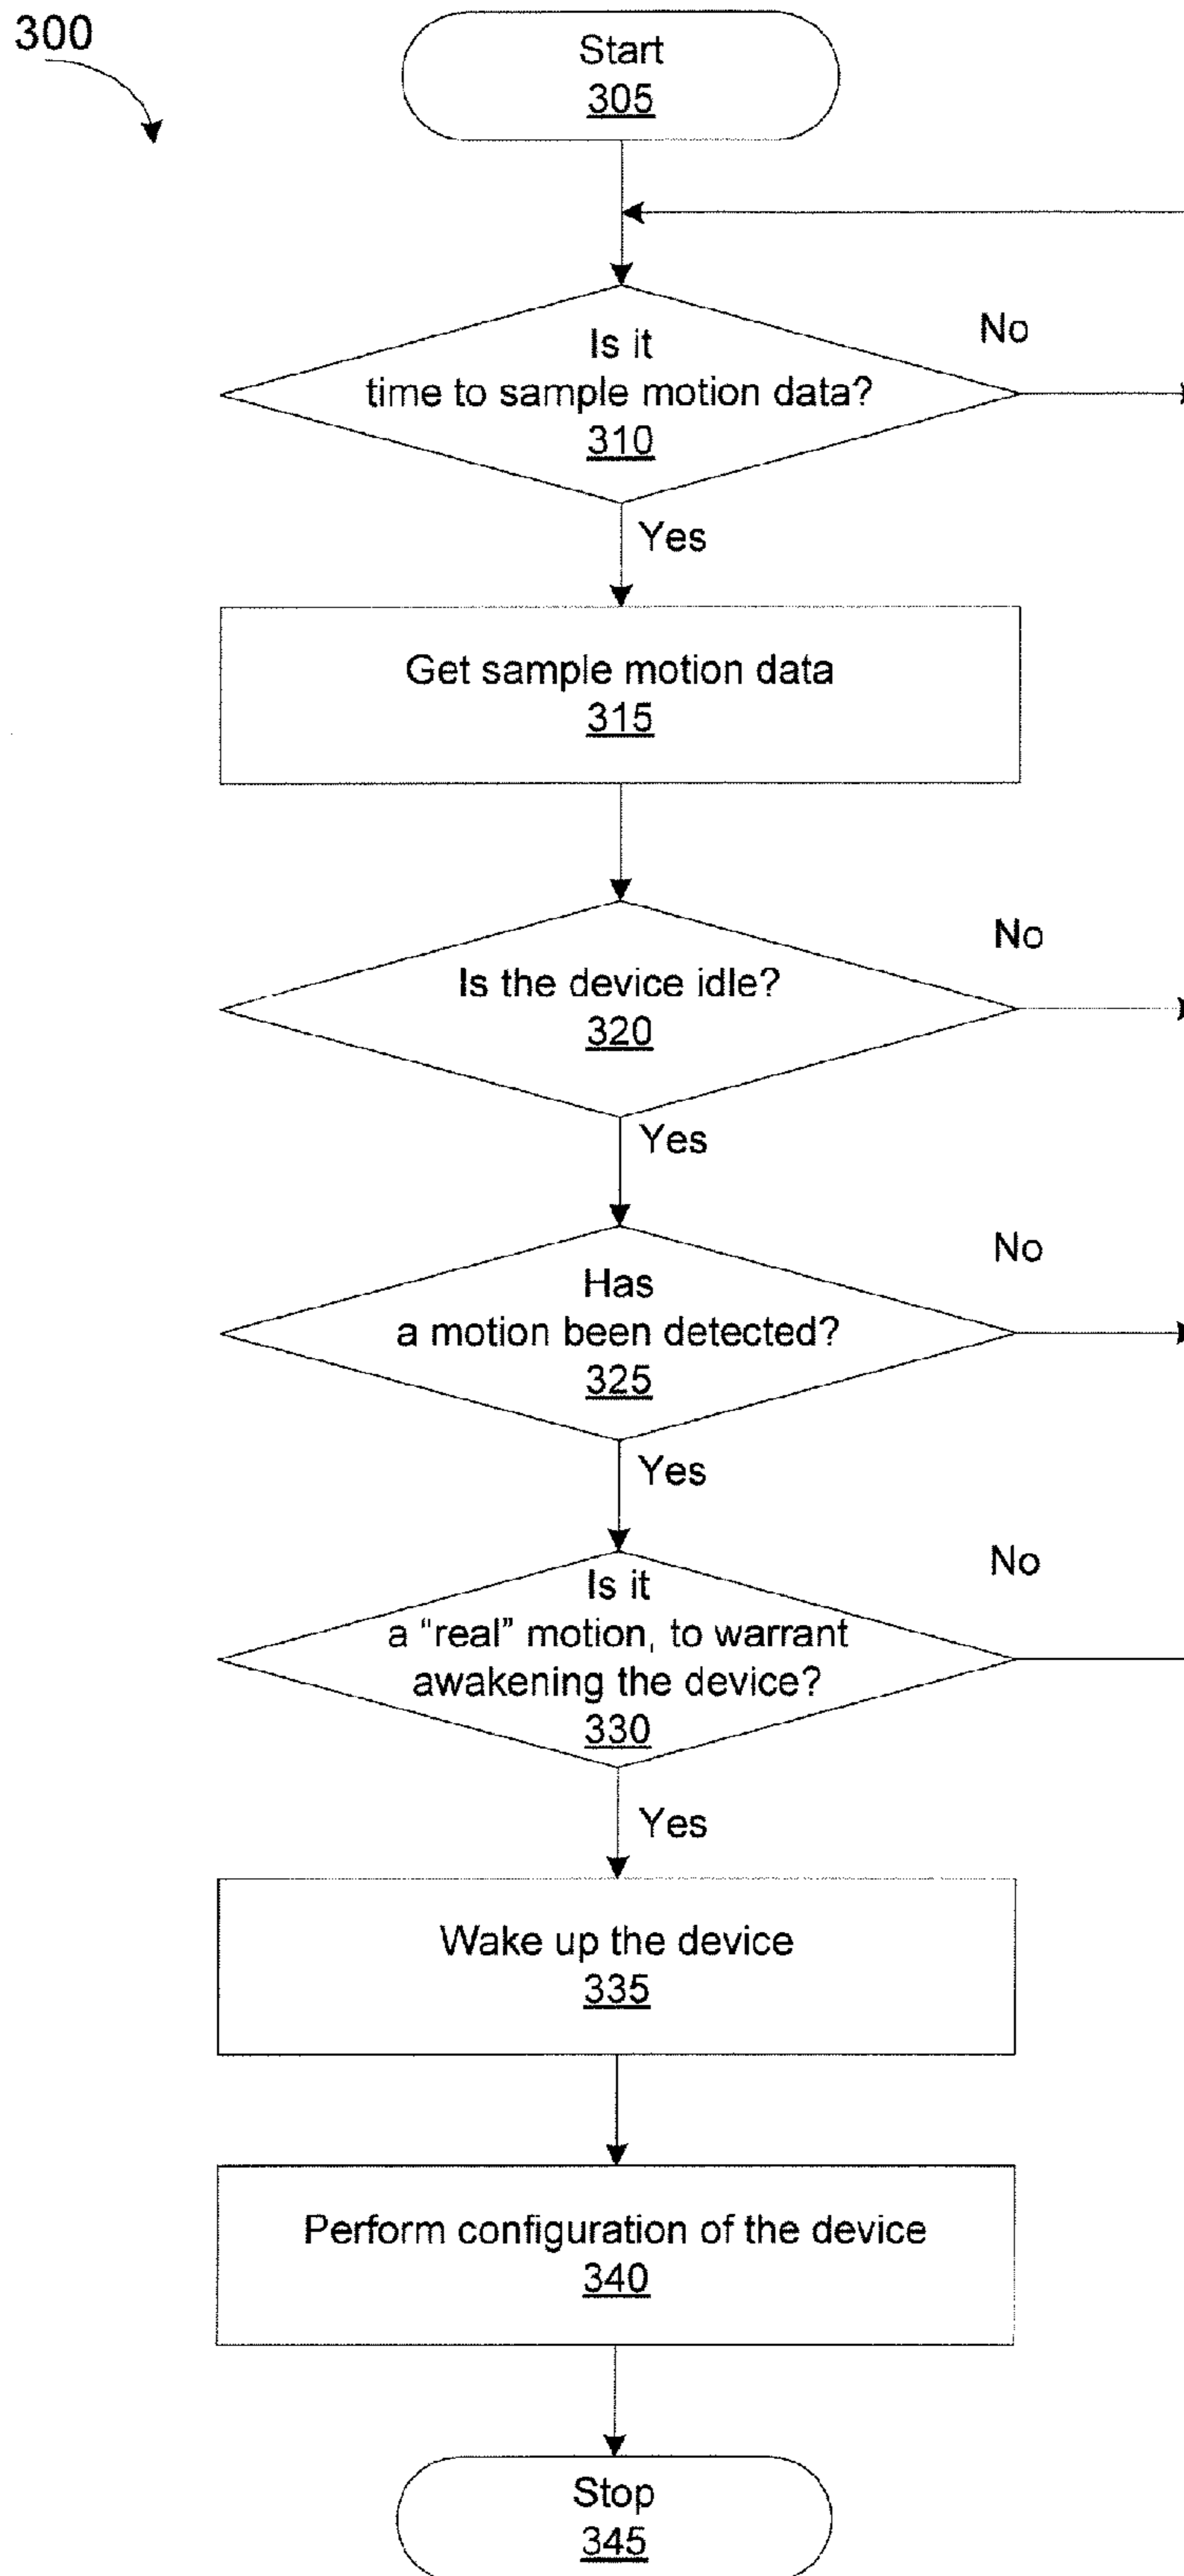 300
Start
305
Is it
time to sample motion data?
310
No
Yes
Get sample motion data
315
Is the device idle?
320
No
Yes
Has
a motion been detected?
325
No
Yes
Is it
a “real” motion, to warrant
awakening the device?
330
No
Yes
Wake up the device
335
Perform configuration of the device
340
Stop
345